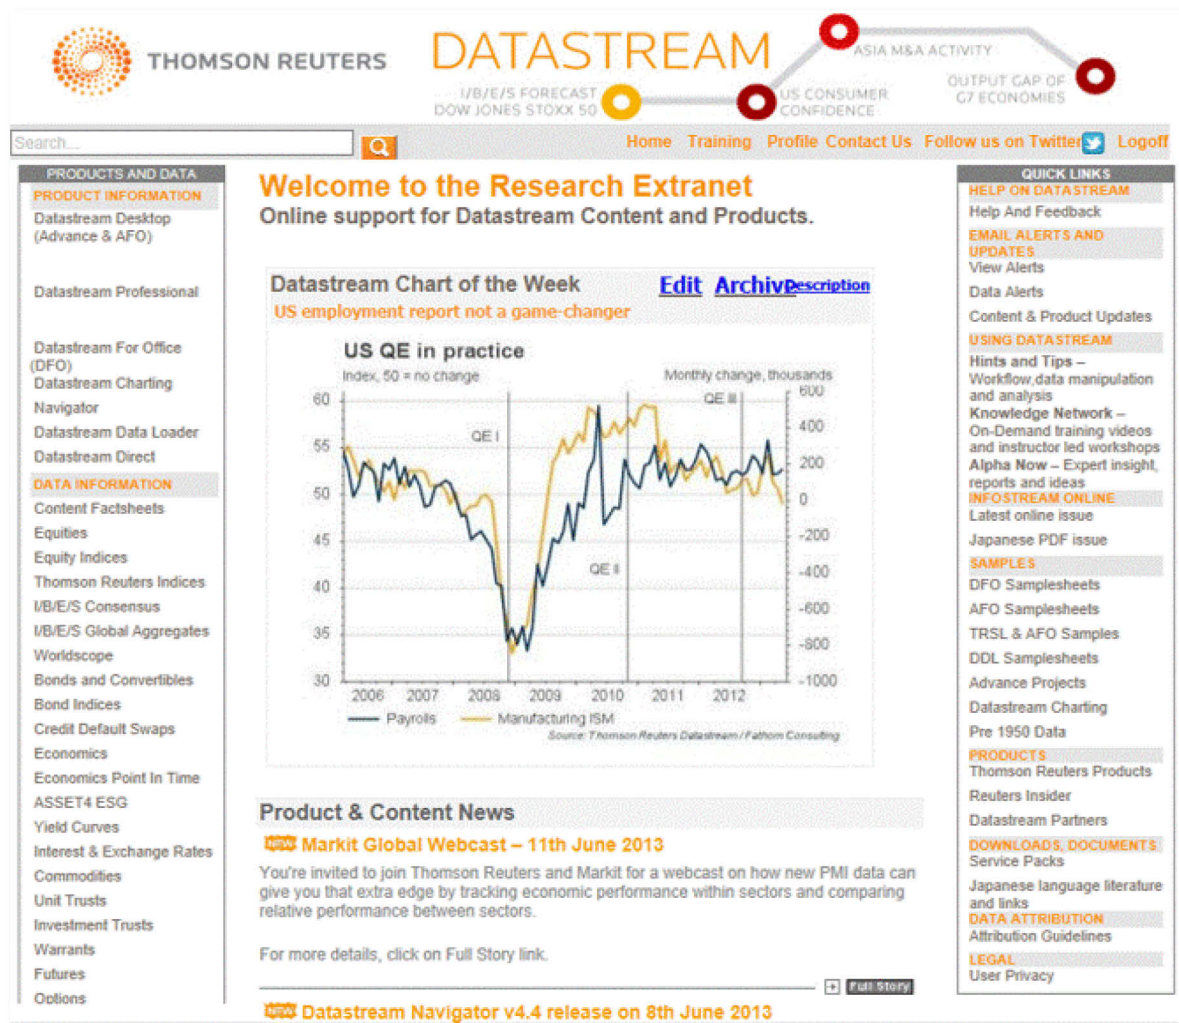 THOMSON REUTERS
DATASTREAM
I/B/E/S FORECAST
DOW JONES STOXX 50
US CONSUMER
CONFIDENCE
ASIA M&A ACTIVITY
OUTPUT GAP OF
G7 ECONOMIES
Search...
Home Training Profile Contact Us Follow us on Twitter Logoff
PRODUCTS AND DATA
PRODUCT INFORMATION
Datastream Desktop
(Advance & AFO)
Datastream Professional
Datastream For Office
(DFO)
Datastream Charting
Navigator
Datastream Data Loader
Datastream Direct
DATA INFORMATION
Content Factsheets
Equities
Equity Indices
Thomson Reuters Indices
I/B/E/S Consensus
I/B/E/S Global Aggregates
Worldscope
Bonds and Convertibles
Bond Indices
Credit Default Swaps
Economics
Economics Point In Time
ASSET4 ESG
Yield Curves
Interest & Exchange Rates
Commodities
Unit Trusts
Investment Trusts
Warrants
Futures
Options
Welcome to the Research Extranet
Online support for Datastream Content and Products.
Datastream Chart of the Week
Edit Archive Description
US employment report not a game-changer
US QE in practice
Index, 50 = no change
Monthly change, thousands
60
55
50
45
40
35
30
600
400
200
0
-200
-400
-600
-800
-1000
QE I
QE II
QE III
2006 2007 2008 2009 2010 2011 2012
Payrolls Manufacturing ISM
Source: Thomson Reuters Datastream / Fathom Consulting
Product & Content News
NEW Markit Global Webcast – 11th June 2013
You're invited to join Thomson Reuters and Markit for a webcast on how new PMI data can
give you that extra edge by tracking economic performance within sectors and comparing
relative performance between sectors.
For more details, click on Full Story link.
Full Story
NEW Datastream Navigator v4.4 release on 8th June 2013
QUICK LINKS
HELP ON DATASTREAM
Help And Feedback
EMAIL ALERTS AND
UPDATES
View Alerts
Data Alerts
Content & Product Updates
USING DATASTREAM
Hints and Tips –
Workflow,data manipulation
and analysis
Knowledge Network –
On-Demand training videos
and instructor led workshops
Alpha Now – Expert insight,
reports and ideas
INFOSTREAM ONLINE
Latest online issue
Japanese PDF issue
SAMPLES
DFO Samplesheets
AFO Samplesheets
TRSL & AFO Samples
DDL Samplesheets
Advance Projects
Datastream Charting
Pre 1950 Data
PRODUCTS
Thomson Reuters Products
Reuters Insider
Datastream Partners
DOWNLOADS, DOCUMENTS
Service Packs
Japanese language literature
and links
DATA ATTRIBUTION
Attribution Guidelines
LEGAL
User Privacy